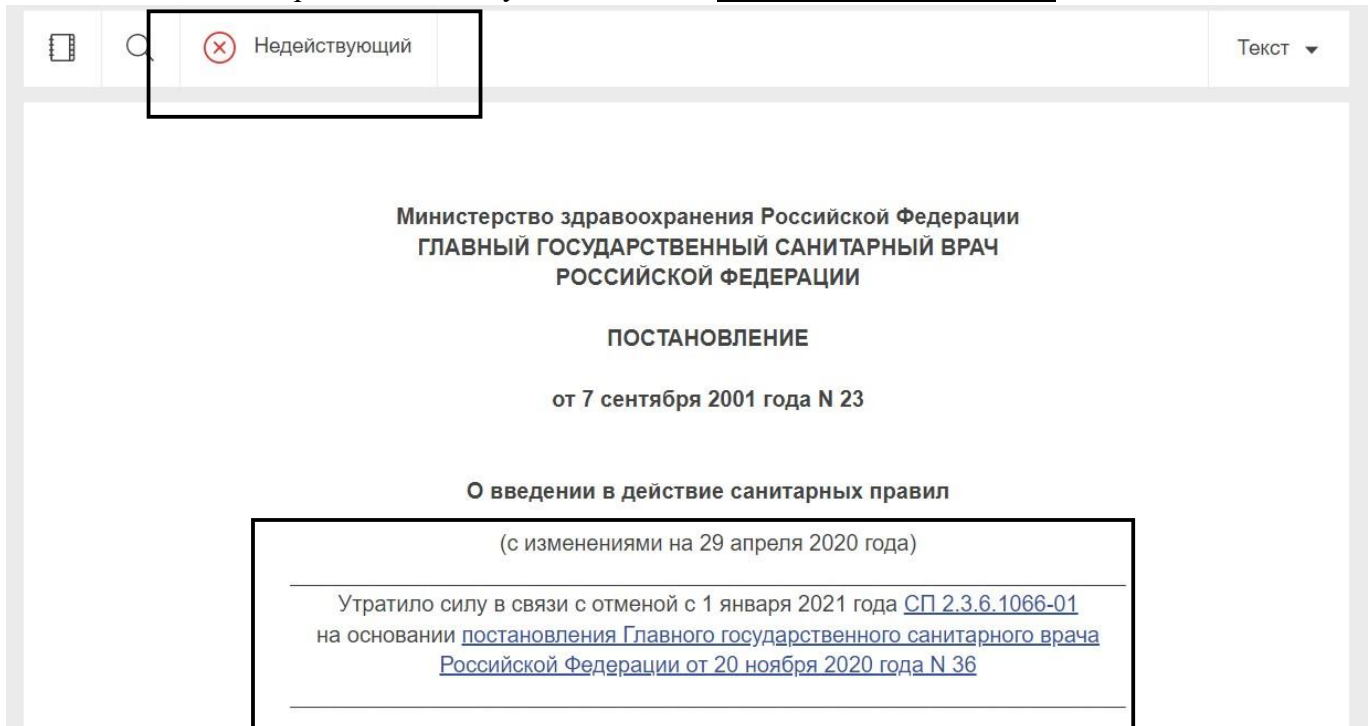 Недействующий
Текст
Министерство здравоохранения Российской Федерации
ГЛАВНЫЙ ГОСУДАРСТВЕННЫЙ САНИТАРНЫЙ ВРАЧ
РОССИЙСКОЙ ФЕДЕРАЦИИ
ПОСТАНОВЛЕНИЕ
от 7 сентября 2001 года N 23
О введении в действие санитарных правил
(с изменениями на 29 апреля 2020 года)
Утратило силу в связи с отменой с 1 января 2021 года СП 2.3.6.1066-01
на основании постановления Главного государственного санитарного врача
Российской Федерации от 20 ноября 2020 года N 36